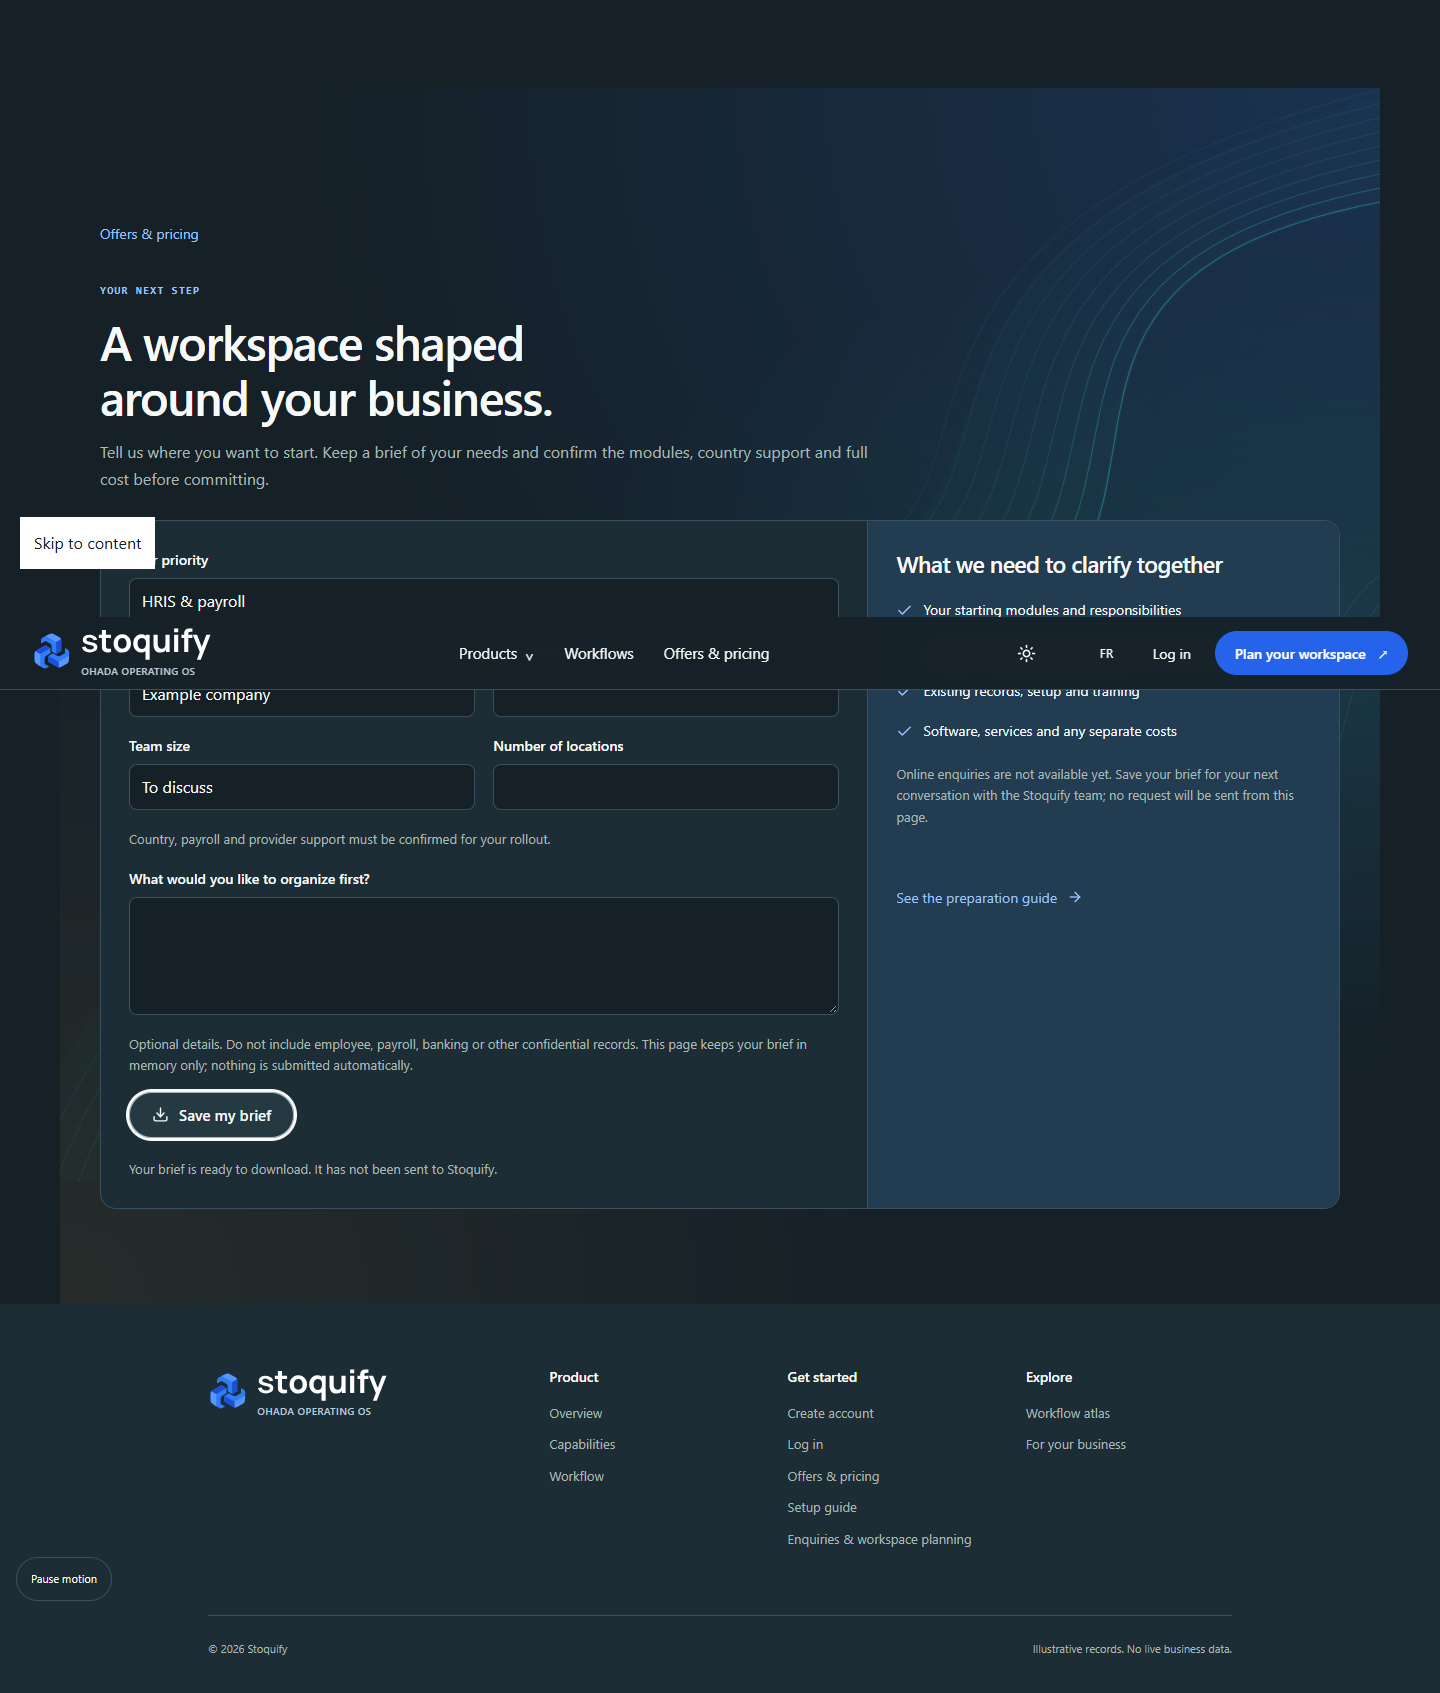 Offers & pricing
YOUR NEXT STEP
A workspace shaped
around your business.
Tell us where you want to start. Keep a brief of your needs and confirm the modules, country support and full
cost before committing.
Skip to content
priority
HRIS & payroll
What we need to clarify together
Your starting modules and responsibilities
stoquify
OHADA OPERATING OS
Products
Workflows
Offers & pricing
FR
Log in
Plan your workspace
Example company
Existing records, setup and training
Software, services and any separate costs
Team size
Number of locations
To discuss
Online enquiries are not available yet. Save your brief for your next
conversation with the Stoquify team; no request will be sent from this
page.
Country, payroll and provider support must be confirmed for your rollout.
What would you like to organize first?
See the preparation guide
Optional details. Do not include employee, payroll, banking or other confidential records. This page keeps your brief in
memory only; nothing is submitted automatically.
Save my brief
Your brief is ready to download. It has not been sent to Stoquify.
stoquify
OHADA OPERATING OS
Product
Overview
Capabilities
Workflow
Get started
Create account
Log in
Offers & pricing
Setup guide
Enquiries & workspace planning
Explore
Workflow atlas
For your business
Pause motion
© 2026 Stoquify
Illustrative records. No live business data.